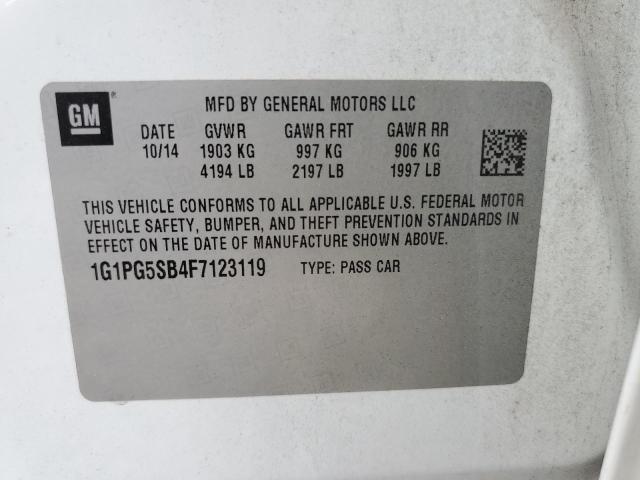 GM®
MFD BY GENERAL MOTORS LLC
DATE GVWR GAWR FRT GAWR RR
10/14 1903 KG 997 KG 906 KG
4194 LB 2197 LB 1997 LB
THIS VEHICLE CONFORMS TO ALL APPLICABLE U.S. FEDERAL MOTOR
VEHICLE SAFETY, BUMPER, AND THEFT PREVENTION STANDARDS IN
EFFECT ON THE DATE OF MANUFACTURE SHOWN ABOVE.
1G1PG5SB4F7123119 TYPE: PASS CAR